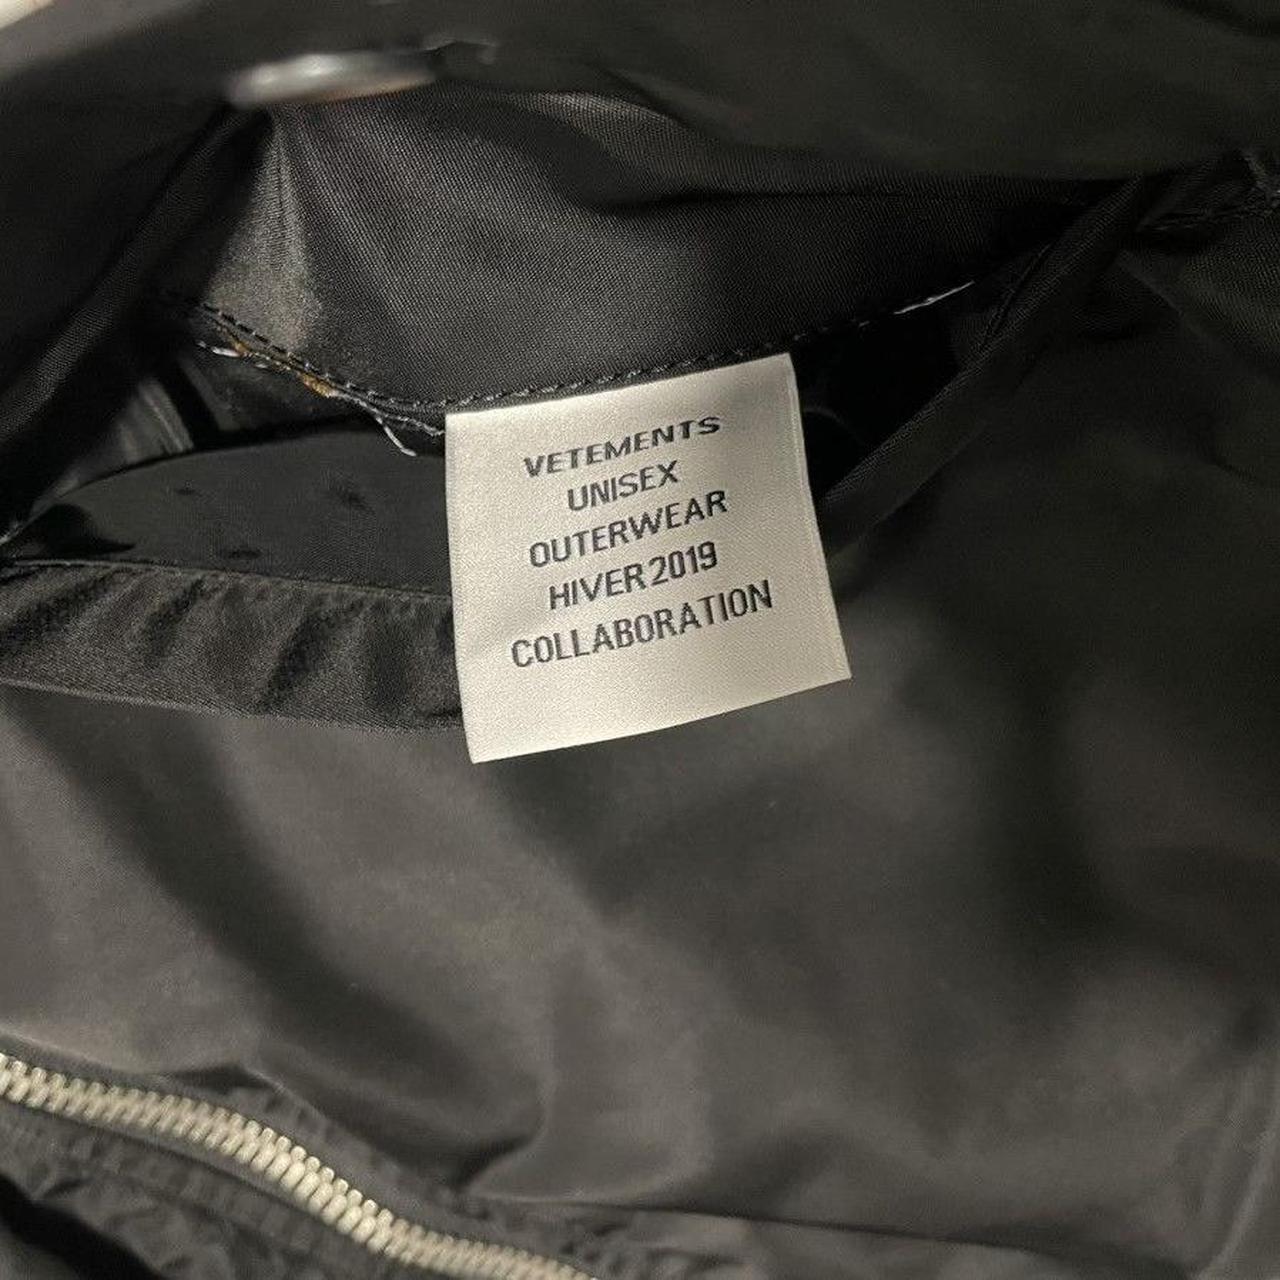 VETEMENTS
UNISEX
OUTERWEAR
HIVER 2019
COLLABORATION